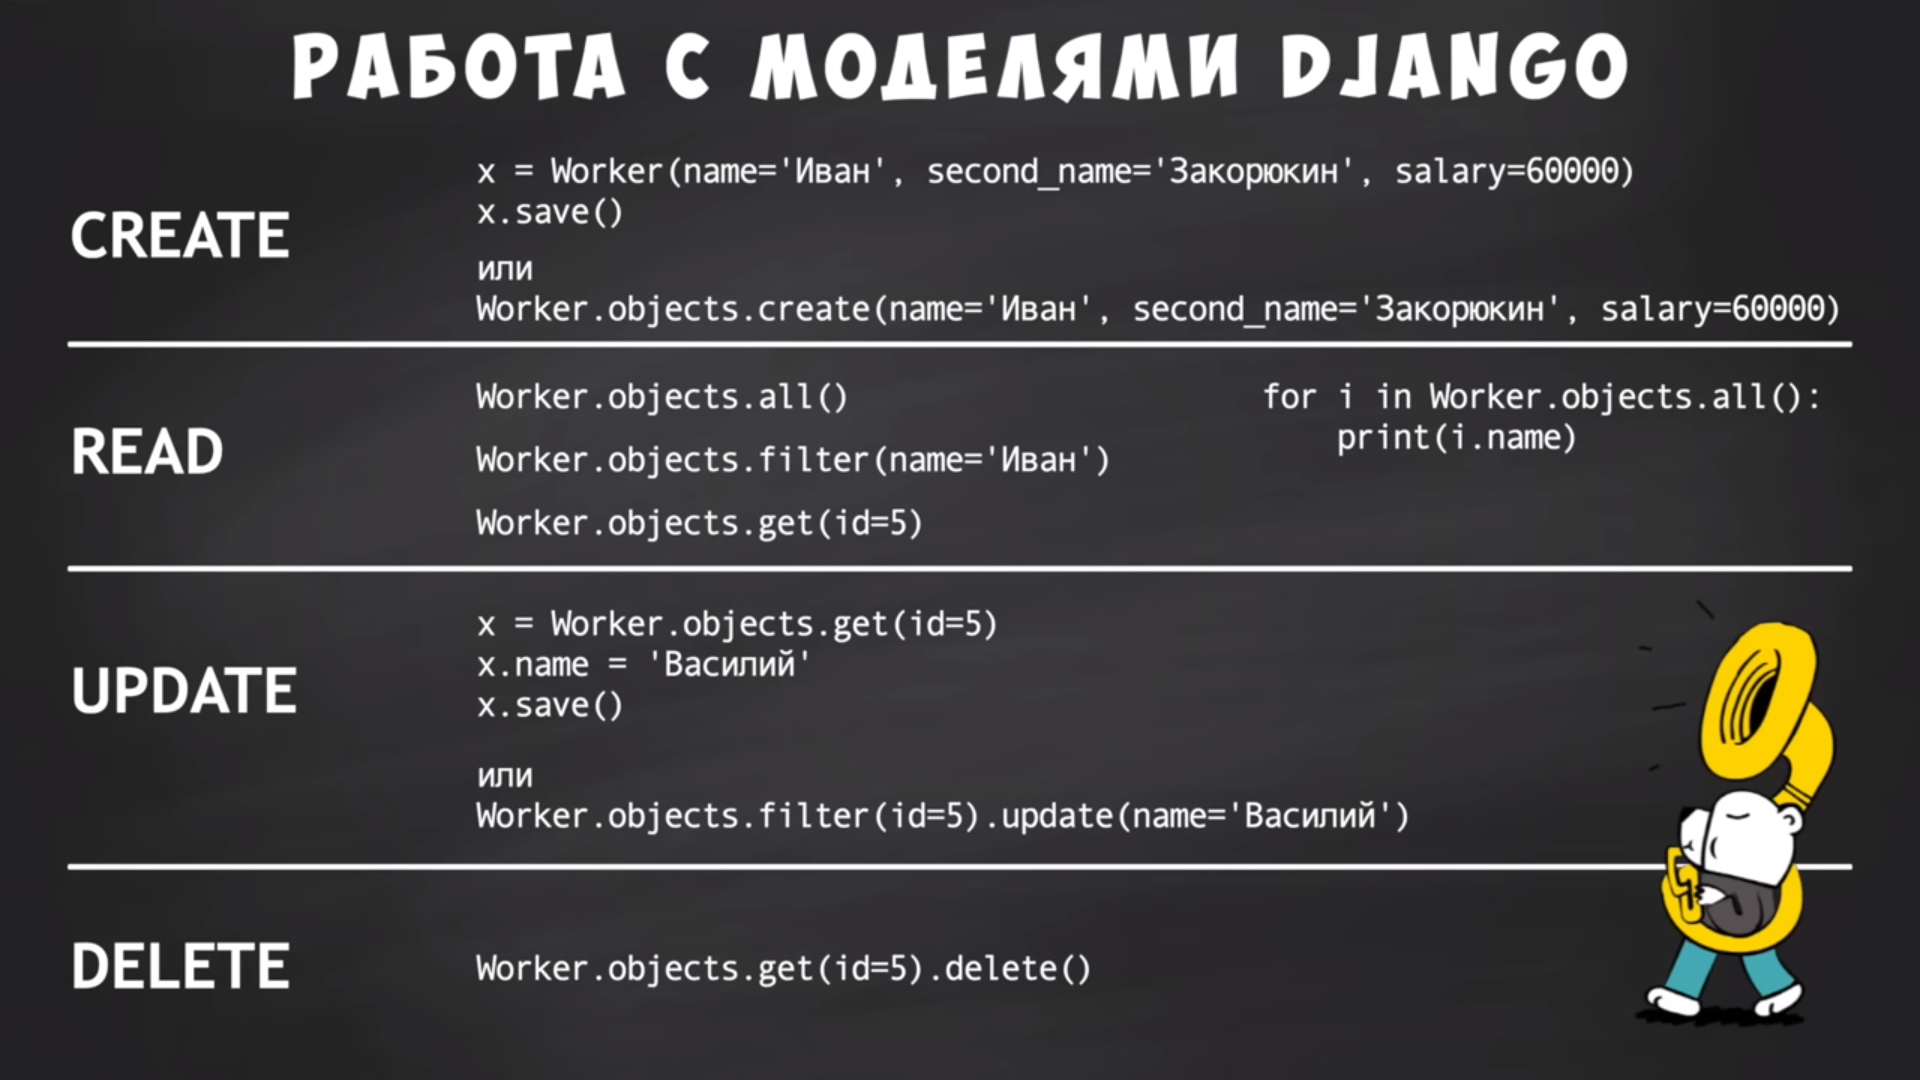 РАБОТА С МОДЕЛЯМИ DJANGO
CREATE
x = Worker(name='Иван', second_name='Закорюкин', salary=60000)
x.save()
или
Worker.objects.create(name='Иван', second_name='Закорюкин', salary=60000)
READ
Worker.objects.all()
Worker.objects.filter(name='Иван')
Worker.objects.get(id=5)
for i in Worker.objects.all():
    print(i.name)
UPDATE
x = Worker.objects.get(id=5)
x.name = 'Василий'
x.save()
или
Worker.objects.filter(id=5).update(name='Василий')
DELETE
Worker.objects.get(id=5).delete()